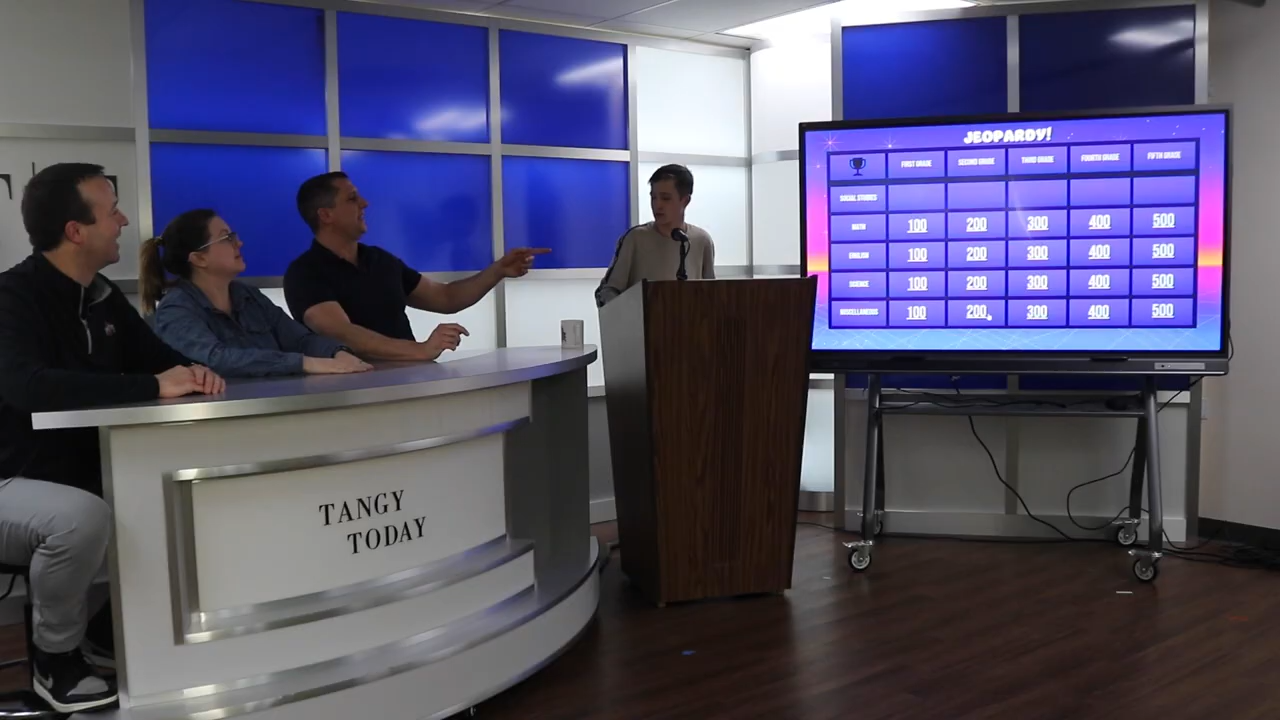 JEOPARDY!
FIRST GRADE SECOND GRADE THIRD GRADE FOURTH GRADE FIFTH GRADE
SOCIAL STUDIES
MATH 100 200 300 400 500
ENGLISH 100 200 300 400 500
SCIENCE 100 200 300 400 500
MISCELLANEOUS 100 200 300 400 500
TANGY
TODAY